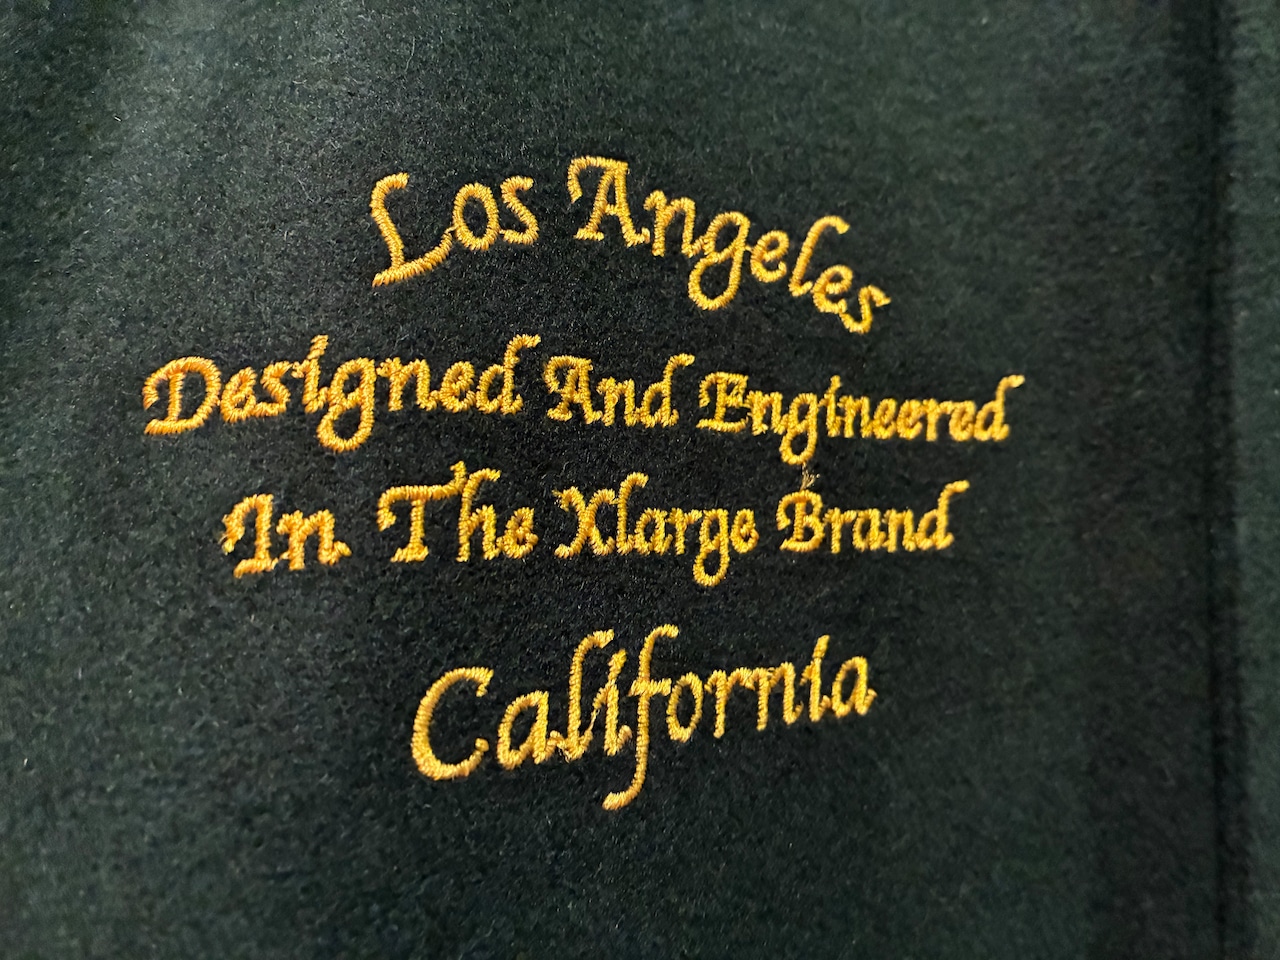 Los Angeles
Designed And Engineered
In The Xlarge Brand
California